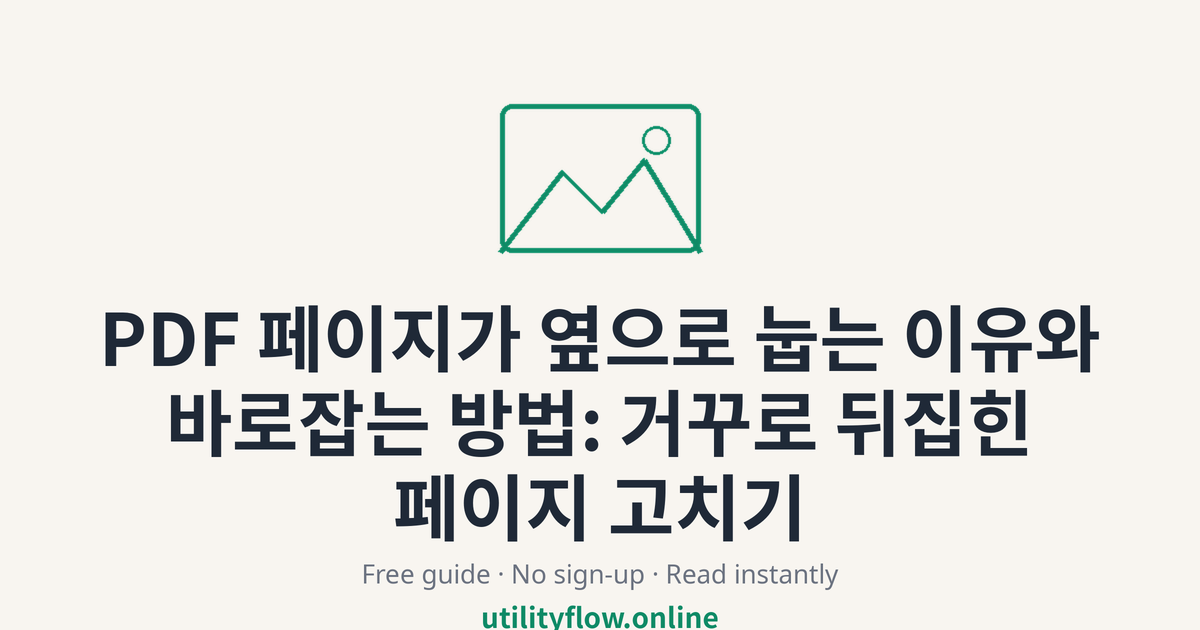 PDF 페이지가 옆으로 눕는 이유와
바로잡는 방법: 거꾸로 뒤집힌
페이지 고치기
Free guide · No sign-up · Read instantly
utilityflow.online